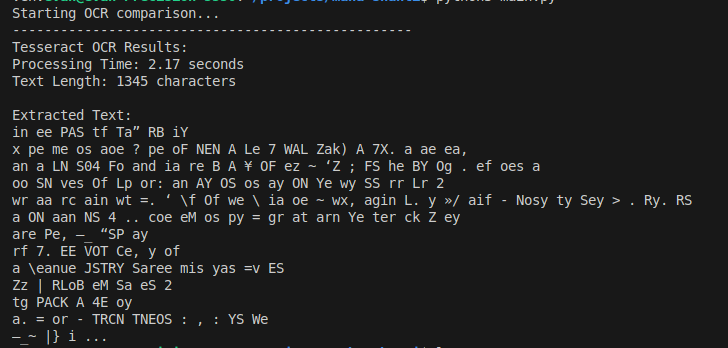 Starting OCR comparison...
--------------------------------------------------
Tesseract OCR Results:
Processing Time: 2.17 seconds
Text Length: 1345 characters

Extracted Text:
in ee PAS tf Ta” RB iY
x pe me os aoe ? pe oF NEN A Le 7 WAL Zak) A 7X. a ae ea,
an a LN S04 Fo and ia re B A ¥ OF ez ~ ‘Z ; FS he BY Og . ef oes a
oo SN ves Of Lp or: an AY OS os ay ON Ye wy SS rr Lr 2
wr aa rc ain wt =. ‘ \f Of we \ ia oe ~ wx, agin L. y »/ aif - Nosy ty Sey > . Ry. RS
a ON aan NS 4 .. coe eM os py = gr at arn Ye ter ck Z ey
are Pe, —_ “SP ay
rf 7. EE VOT Ce, y of
a \eanue JSTRY Saree mis yas =v ES
Zz | RLoB eM Sa eS 2
tg PACK A 4E oy
a. = or - TRCN TNEOS : , : YS We
—_~ |} i ...